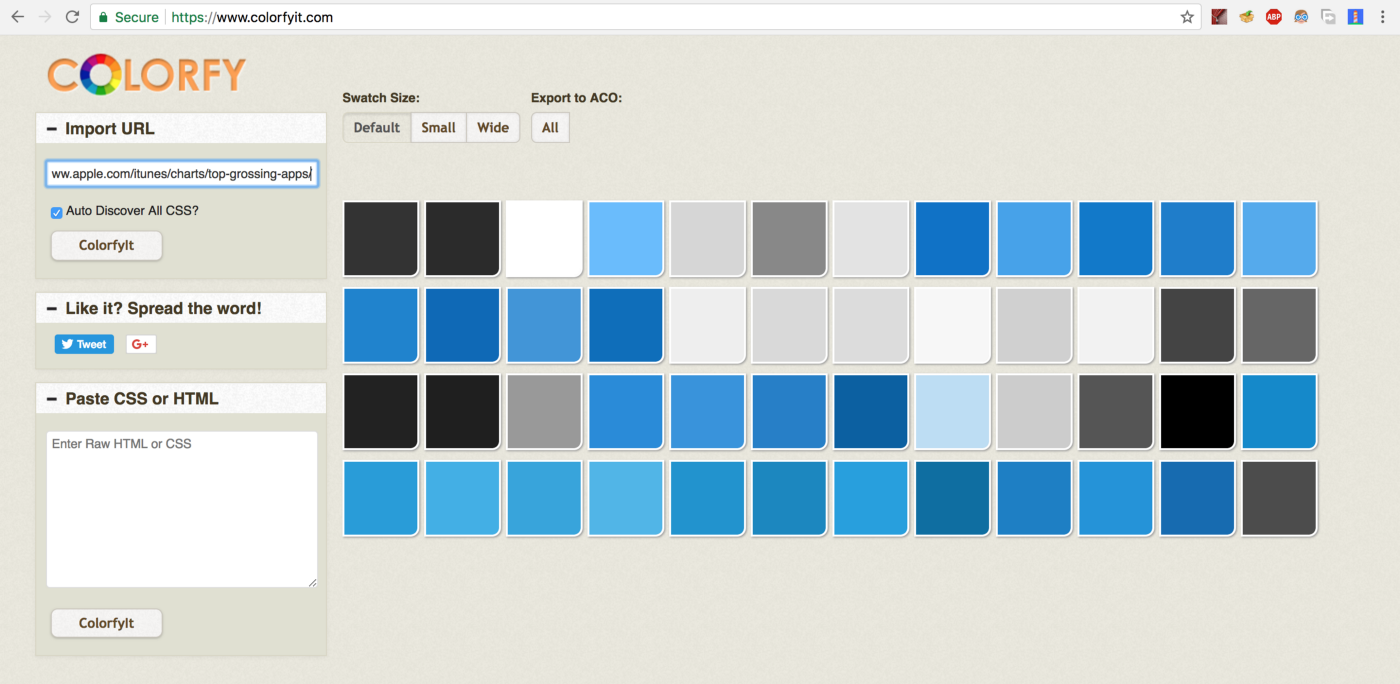 Secure https://www.colorfyit.com
ABP
COLORFY
Swatch Size: Export to ACO:
Default Small Wide All
− Import URL
ww.apple.com/itunes/charts/top-grossing-apps/
Auto Discover All CSS?
ColorfyIt
− Like it? Spread the word!
Tweet G+
− Paste CSS or HTML
Enter Raw HTML or CSS
ColorfyIt